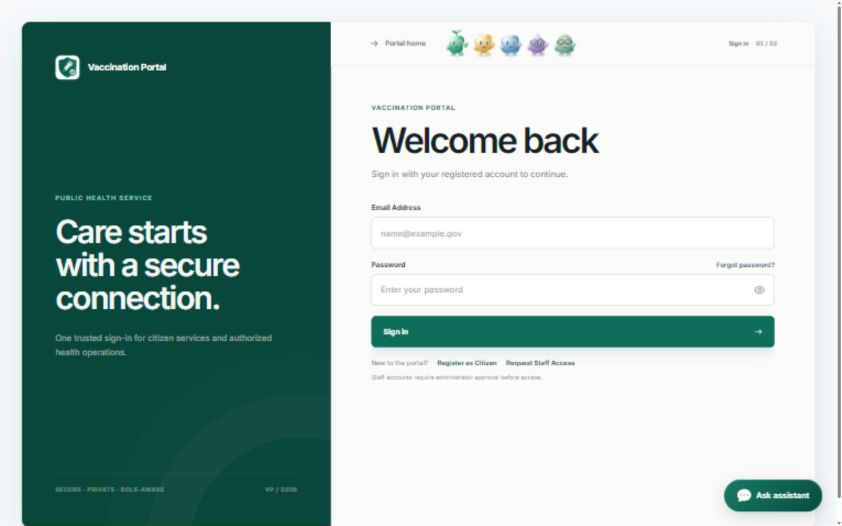 Vaccination Portal
PUBLIC HEALTH SERVICE
Care starts
with a secure
connection.
One trusted sign-in for citizen services and authorized
health operations.
SECURE · PRIVATE · ROLE-AWARE
VP / 2026
→ Portal home
Sign in 01 / 02
VACCINATION PORTAL
Welcome back
Sign in with your registered account to continue.
Email Address
name@example.gov
Password
Forgot password?
Enter your password
Sign in →
New to the portal? Register as Citizen Request Staff Access
Staff accounts require administrator approval before access.
Ask assistant